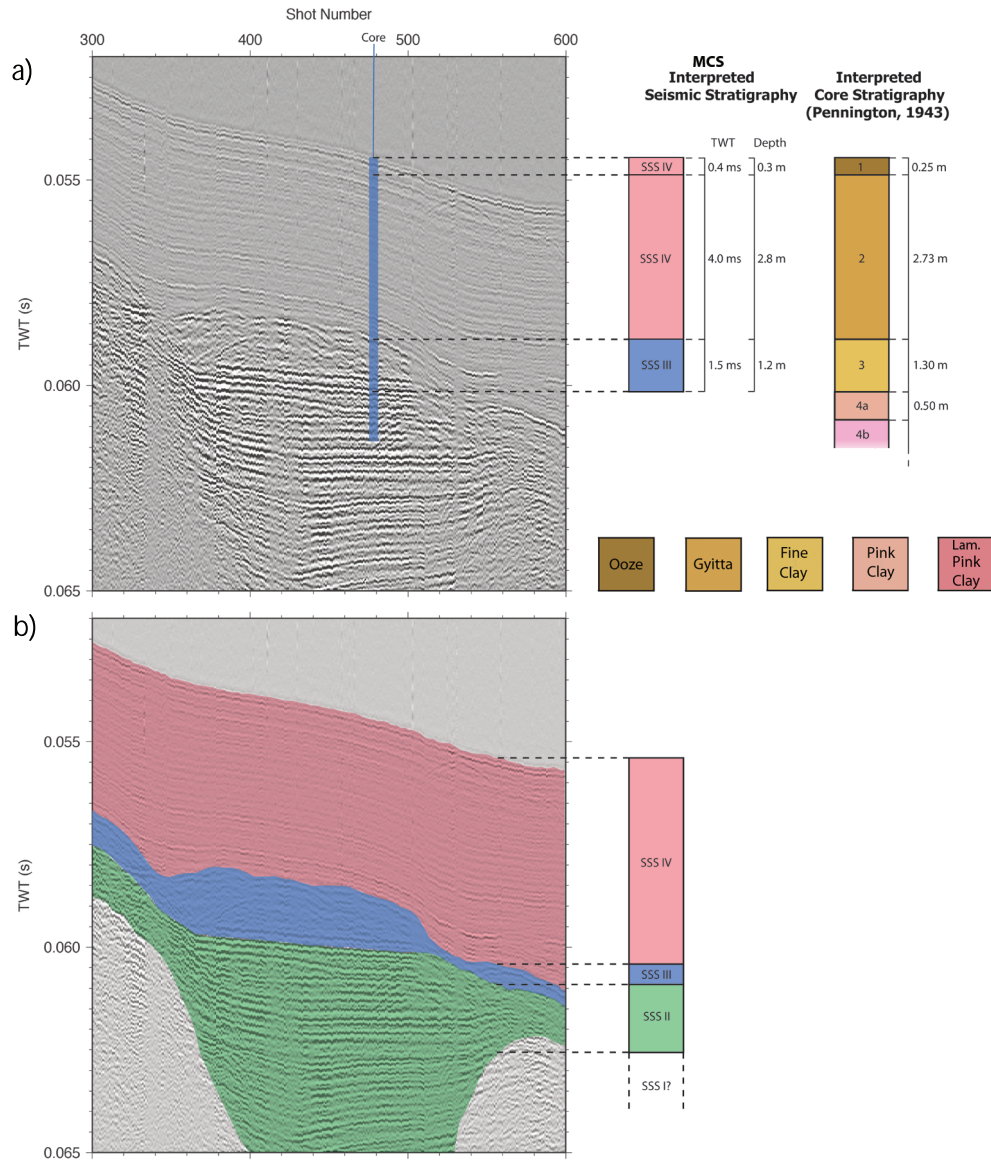 Shot Number
300 400 Core 500 600
a)
MCS
Interpreted
Seismic Stratigraphy
Interpreted
Core Stratigraphy
(Pennington, 1943)
TWT Depth
SSS IV 0.4 ms 0.3 m 1 0.25 m
0.055
SSS IV 4.0 ms 2.8 m 2 2.73 m
TWT (s)
SSS III 1.5 ms 1.2 m 3 1.30 m
0.060
4a 0.50 m
4b
Ooze
Gyitta
Fine
Clay
Pink
Clay
Lam.
Pink
Clay
0.065
b)
0.055
SSS IV
TWT (s)
0.060
SSS III
SSS II
SSS I?
0.065